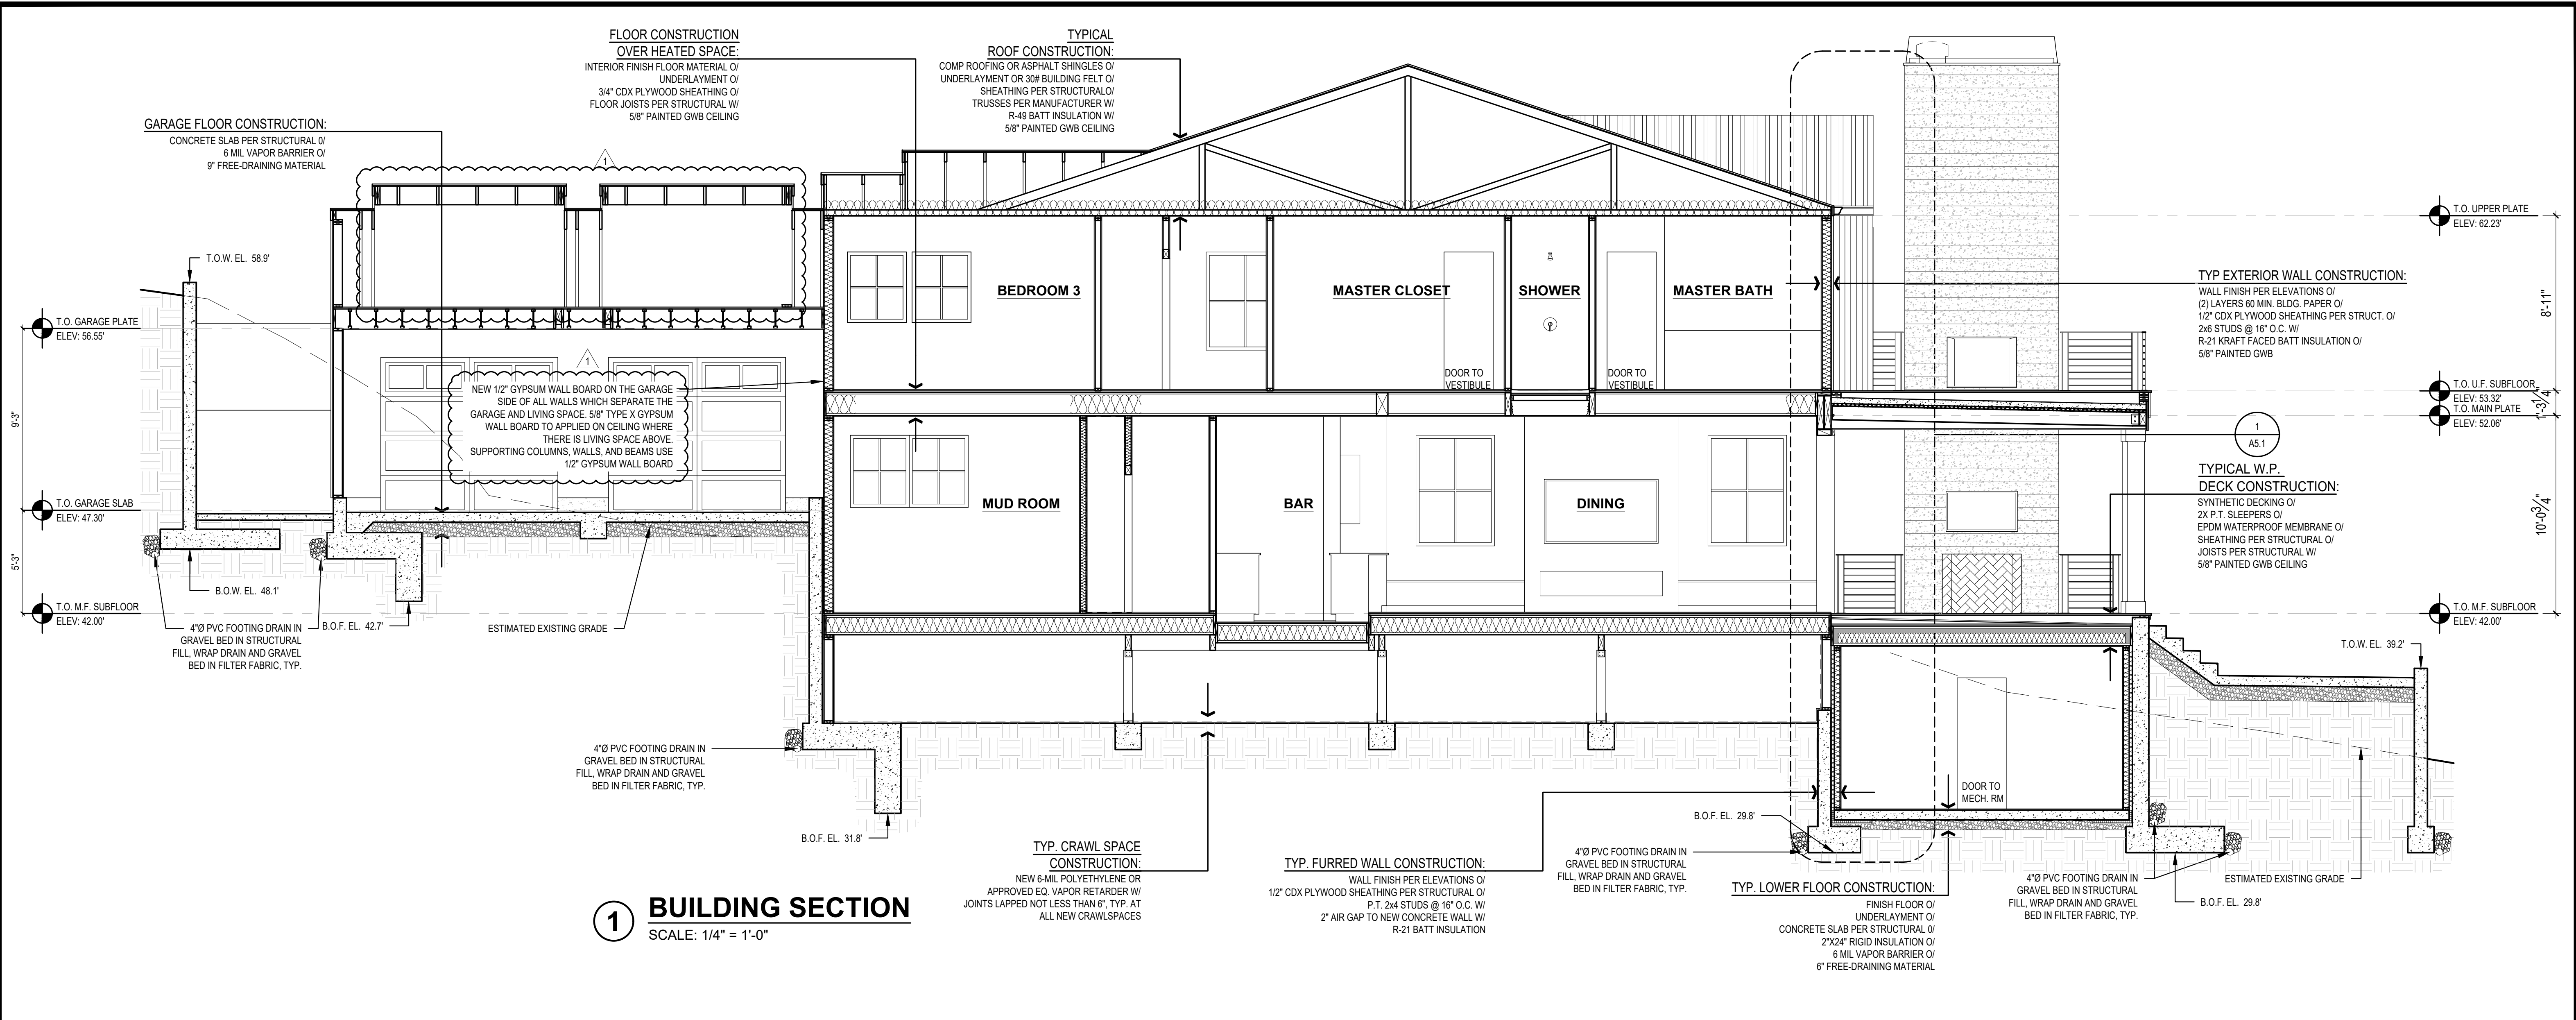 FLOOR CONSTRUCTION
OVER HEATED SPACE:
INTERIOR FINISH FLOOR MATERIAL O/
UNDERLAYMENT O/
3/4" CDX PLYWOOD SHEATHING O/
FLOOR JOISTS PER STRUCTURAL W/
5/8" PAINTED GWB CEILING
TYPICAL
ROOF CONSTRUCTION:
COMP ROOFING OR ASPHALT SHINGLES O/
UNDERLAYMENT OR 30# BUILDING FELT O/
SHEATHING PER STRUCTURALO/
TRUSSES PER MANUFACTURER W/
R-49 BATT INSULATION W/
5/8" PAINTED GWB CEILING
GARAGE FLOOR CONSTRUCTION:
CONCRETE SLAB PER STRUCTURAL 0/
6 MIL VAPOR BARRIER O/
9" FREE-DRAINING MATERIAL
1
T.O.W. EL. 58.9'
T.O. GARAGE PLATE
ELEV: 56.55'
9'-3"
T.O. GARAGE SLAB
ELEV: 47.30'
5'-3"
T.O. M.F. SUBFLOOR
ELEV: 42.00'
1
NEW 1/2" GYPSUM WALL BOARD ON THE GARAGE
SIDE OF ALL WALLS WHICH SEPARATE THE
GARAGE AND LIVING SPACE. 5/8" TYPE X GYPSUM
WALL BOARD TO APPLIED ON CEILING WHERE
THERE IS LIVING SPACE ABOVE.
SUPPORTING COLUMNS, WALLS, AND BEAMS USE
1/2" GYPSUM WALL BOARD
BEDROOM 3
MASTER CLOSET
SHOWER
MASTER BATH
DOOR TO
VESTIBULE
DOOR TO
VESTIBULE
MUD ROOM
BAR
DINING
T.O. UPPER PLATE
ELEV: 62.23'
TYP EXTERIOR WALL CONSTRUCTION:
WALL FINISH PER ELEVATIONS O/
(2) LAYERS 60 MIN. BLDG. PAPER O/
1/2" CDX PLYWOOD SHEATHING PER STRUCT. O/
2x6 STUDS @ 16" O.C. W/
R-21 KRAFT FACED BATT INSULATION O/
5/8" PAINTED GWB
8'-11"
T.O. U.F. SUBFLOOR
ELEV: 53.32'
1'-3 1/4"
T.O. MAIN PLATE
ELEV: 52.06'
1
A5.1
TYPICAL W.P.
DECK CONSTRUCTION:
SYNTHETIC DECKING O/
2X P.T. SLEEPERS O/
EPDM WATERPROOF MEMBRANE O/
SHEATHING PER STRUCTURAL O/
JOISTS PER STRUCTURAL W/
5/8" PAINTED GWB CEILING
10'-0 3/4"
T.O. M.F. SUBFLOOR
ELEV: 42.00'
T.O.W. EL. 39.2'
B.O.W. EL. 48.1'
4"Ø PVC FOOTING DRAIN IN
GRAVEL BED IN STRUCTURAL
FILL, WRAP DRAIN AND GRAVEL
BED IN FILTER FABRIC, TYP.
B.O.F. EL. 42.7'
ESTIMATED EXISTING GRADE
4"Ø PVC FOOTING DRAIN IN
GRAVEL BED IN STRUCTURAL
FILL, WRAP DRAIN AND GRAVEL
BED IN FILTER FABRIC, TYP.
B.O.F. EL. 31.8'
TYP. CRAWL SPACE
CONSTRUCTION:
NEW 6-MIL POLYETHYLENE OR
APPROVED EQ. VAPOR RETARDER W/
JOINTS LAPPED NOT LESS THAN 6", TYP. AT
ALL NEW CRAWLSPACES
TYP. FURRED WALL CONSTRUCTION:
WALL FINISH PER ELEVATIONS O/
1/2" CDX PLYWOOD SHEATHING PER STRUCTURAL O/
P.T. 2x4 STUDS @ 16" O.C. W/
2" AIR GAP TO NEW CONCRETE WALL W/
R-21 BATT INSULATION
B.O.F. EL. 29.8'
4"Ø PVC FOOTING DRAIN IN
GRAVEL BED IN STRUCTURAL
FILL, WRAP DRAIN AND GRAVEL
BED IN FILTER FABRIC, TYP.
DOOR TO
MECH. RM
TYP. LOWER FLOOR CONSTRUCTION:
FINISH FLOOR O/
UNDERLAYMENT O/
CONCRETE SLAB PER STRUCTURAL 0/
2"X24" RIGID INSULATION O/
6 MIL VAPOR BARRIER O/
6" FREE-DRAINING MATERIAL
4"Ø PVC FOOTING DRAIN IN
GRAVEL BED IN STRUCTURAL
FILL, WRAP DRAIN AND GRAVEL
BED IN FILTER FABRIC, TYP.
ESTIMATED EXISTING GRADE
B.O.F. EL. 29.8'
1
BUILDING SECTION
SCALE: 1/4" = 1'-0"